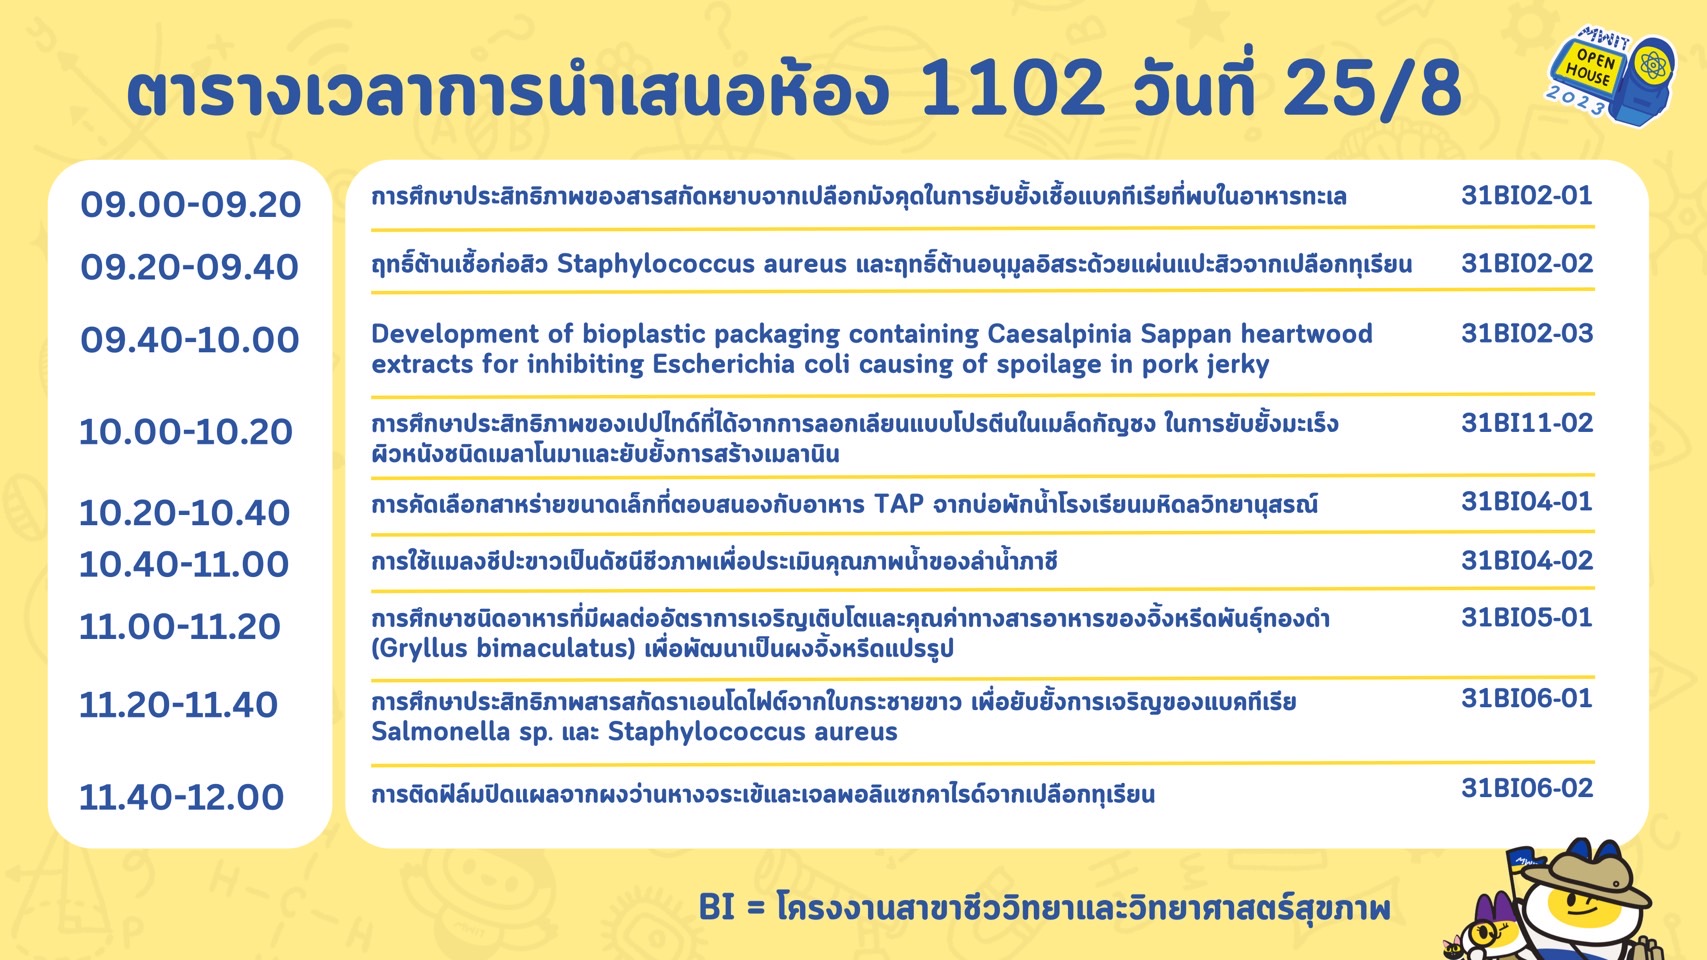 ตารางเวลาการนำเสนอห้อง 1102 วันที่ 25/8
MWIT
OPEN
HOUSE
2023
09.00-09.20
การศึกษาประสิทธิภาพของสารสกัดหยาบจากเปลือกมังคุดในการยับยั้งเชื้อแบคทีเรียที่พบในอาหารทะเล
31BI02-01
09.20-09.40
ฤทธิ์ต้านเชื้อก่อสิว Staphylococcus aureus และฤทธิ์ต้านอนุมูลอิสระด้วยแผ่นแปะสิวจากเปลือกทุเรียน
31BI02-02
09.40-10.00
Development of bioplastic packaging containing Caesalpinia Sappan heartwood
extracts for inhibiting Escherichia coli causing of spoilage in pork jerky
31BI02-03
10.00-10.20
การศึกษาประสิทธิภาพของเปปไทด์ที่ได้จากการลอกเลียนแบบโปรตีนในเมล็ดกัญชง ในการยับยั้งมะเร็ง
ผิวหนังชนิดเมลาโนมาและยับยั้งการสร้างเมลานิน
31BI11-02
10.20-10.40
การคัดเลือกสาหร่ายขนาดเล็กที่ตอบสนองกับอาหาร TAP จากบ่อพักน้ำโรงเรียนมหิดลวิทยานุสรณ์
31BI04-01
10.40-11.00
การใช้แมลงชีปะขาวเป็นดัชนีชีวภาพเพื่อประเมินคุณภาพน้ำของลำน้ำภาชี
31BI04-02
11.00-11.20
การศึกษาชนิดอาหารที่มีผลต่ออัตราการเจริญเติบโตและคุณค่าทางสารอาหารของจิ้งหรีดพันธุ์ทองดำ
(Gryllus bimaculatus) เพื่อพัฒนาเป็นผงจิ้งหรีดแปรรูป
31BI05-01
11.20-11.40
การศึกษาประสิทธิภาพสารสกัดราเอนโดไฟต์จากใบกระชายขาว เพื่อยับยั้งการเจริญของแบคทีเรีย
Salmonella sp. และ Staphylococcus aureus
31BI06-01
11.40-12.00
การติดฟิล์มปิดแผลจากผงว่านหางจระเข้และเจลพอลิแซกคาไรด์จากเปลือกทุเรียน
31BI06-02
BI = โครงงานสาขาชีววิทยาและวิทยาศาสตร์สุขภาพ